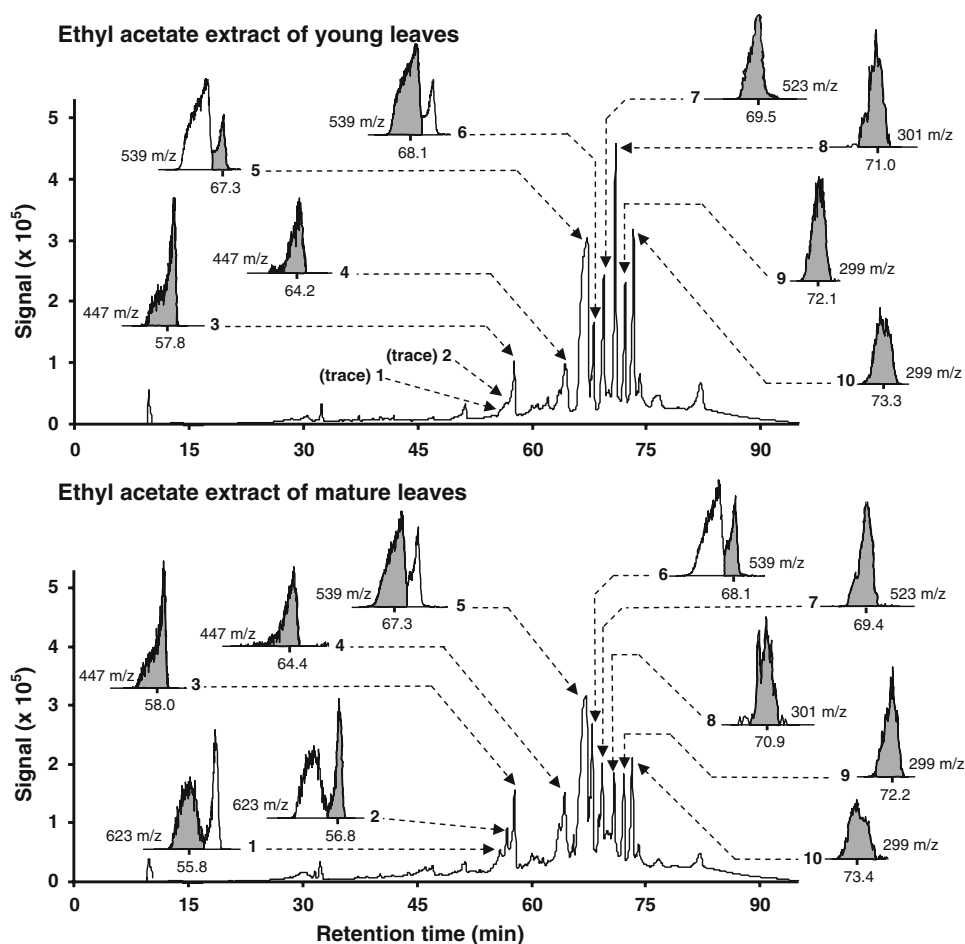 Ethyl acetate extract of young leaves
Signal (x 10⁵)
5
4
3
2
1
0
0
15
30
45
60
75
90
539 m/z
67.3
5
539 m/z
68.1
6
7
523 m/z
69.5
8
301 m/z
71.0
447 m/z
57.8
3
447 m/z
64.2
4
(trace) 2
(trace) 1
9
299 m/z
72.1
10
299 m/z
73.3
Ethyl acetate extract of mature leaves
Signal (x 10⁵)
5
4
3
2
1
0
0
15
30
45
60
75
90
Retention time (min)
447 m/z
58.0
3
447 m/z
64.4
4
539 m/z
67.3
5
6
539 m/z
68.1
7
523 m/z
69.4
8
301 m/z
70.9
9
299 m/z
72.2
10
299 m/z
73.4
623 m/z
55.8
1
623 m/z
56.8
2